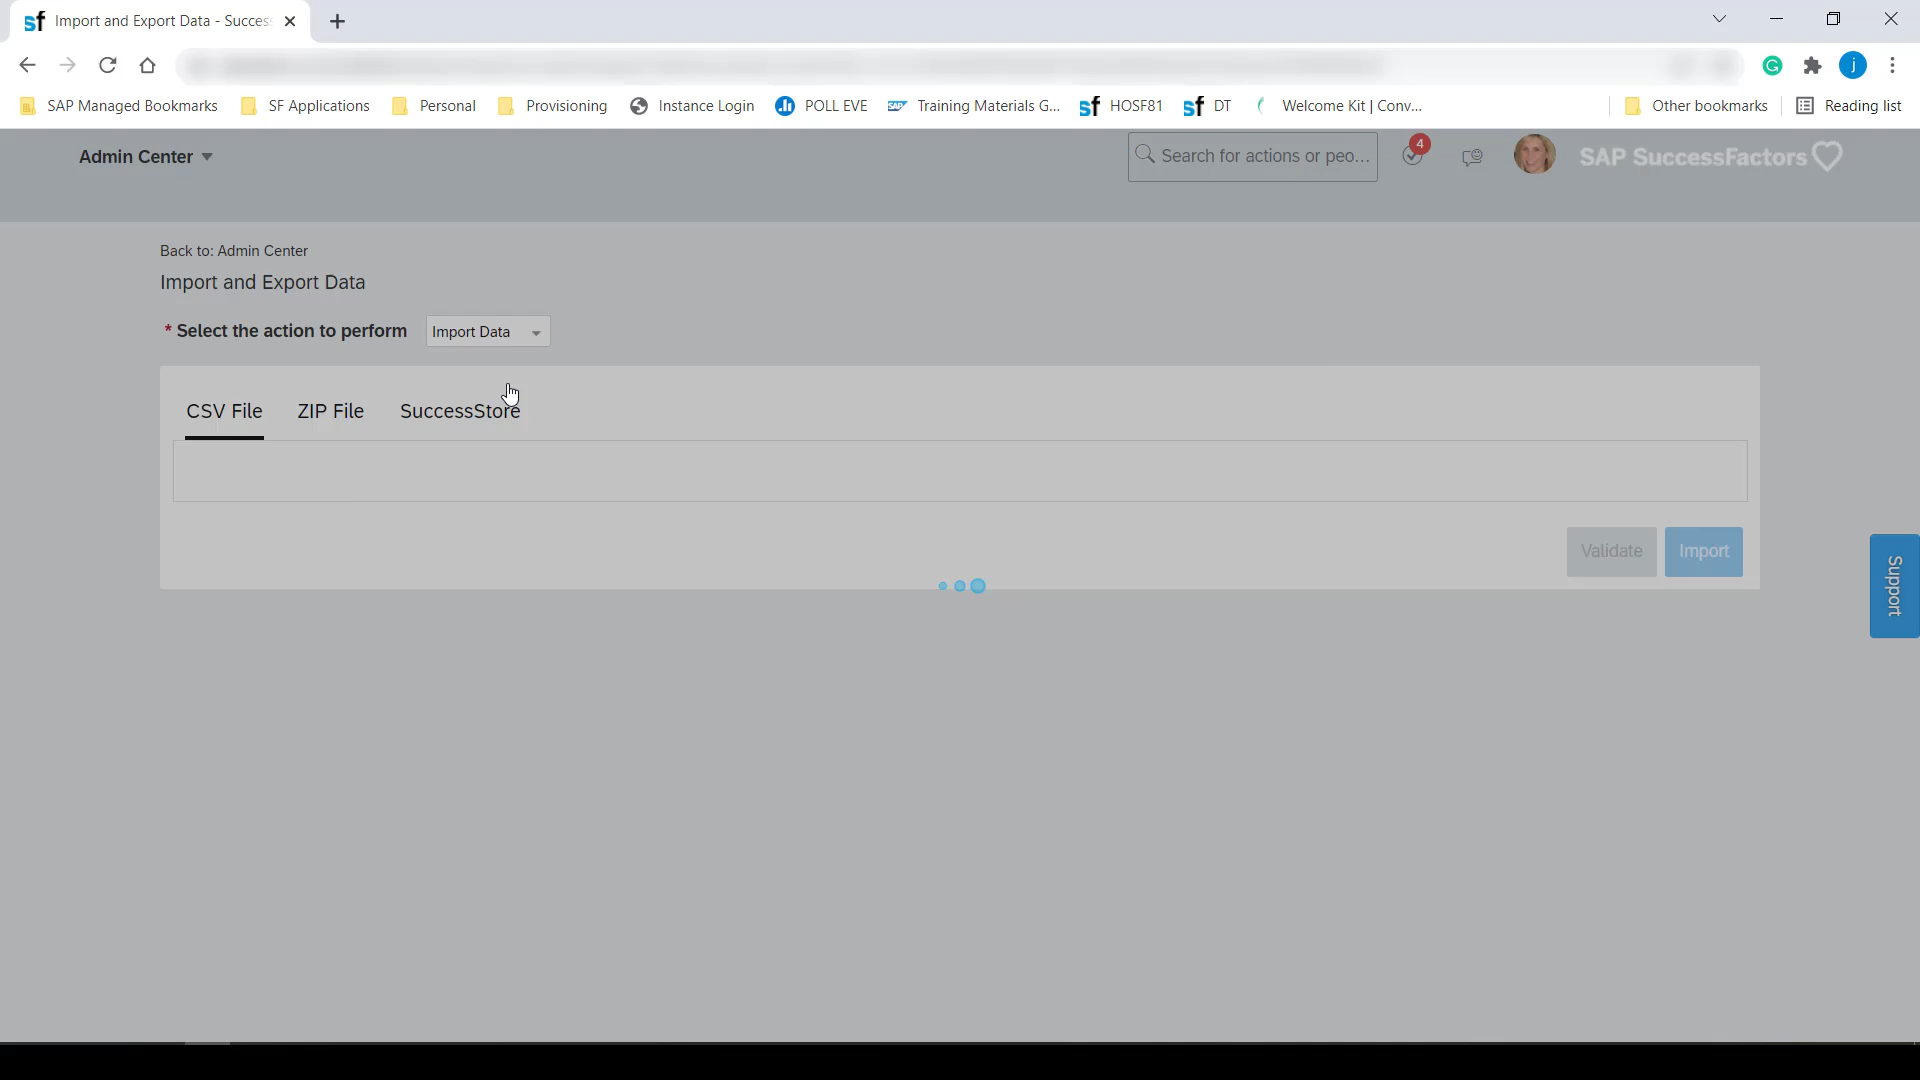 Import and Export Data - Succes
SAP Managed Bookmarks SF Applications Personal Provisioning Instance Login POLL EVE Training Materials G... HOSF81 DT Welcome Kit | Conv... Other bookmarks Reading list
Admin Center Search for actions or peo... 4 SAP SuccessFactors
Back to: Admin Center
Import and Export Data
* Select the action to perform Import Data
CSV File ZIP File SuccessStore
Validate Import
Support